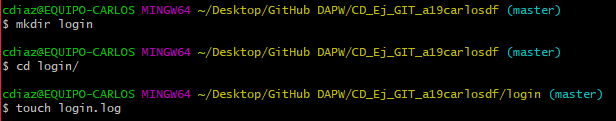 cdiaz@EQUIPO-CARLOS MINGW64 ~/Desktop/GitHub DAPW/CD_Ej_GIT_a19carlosdf (master)
$ mkdir login
cdiaz@EQUIPO-CARLOS MINGW64 ~/Desktop/GitHub DAPW/CD_Ej_GIT_a19carlosdf (master)
$ cd login/
cdiaz@EQUIPO-CARLOS MINGW64 ~/Desktop/GitHub DAPW/CD_Ej_GIT_a19carlosdf/login (master)
$ touch login.log